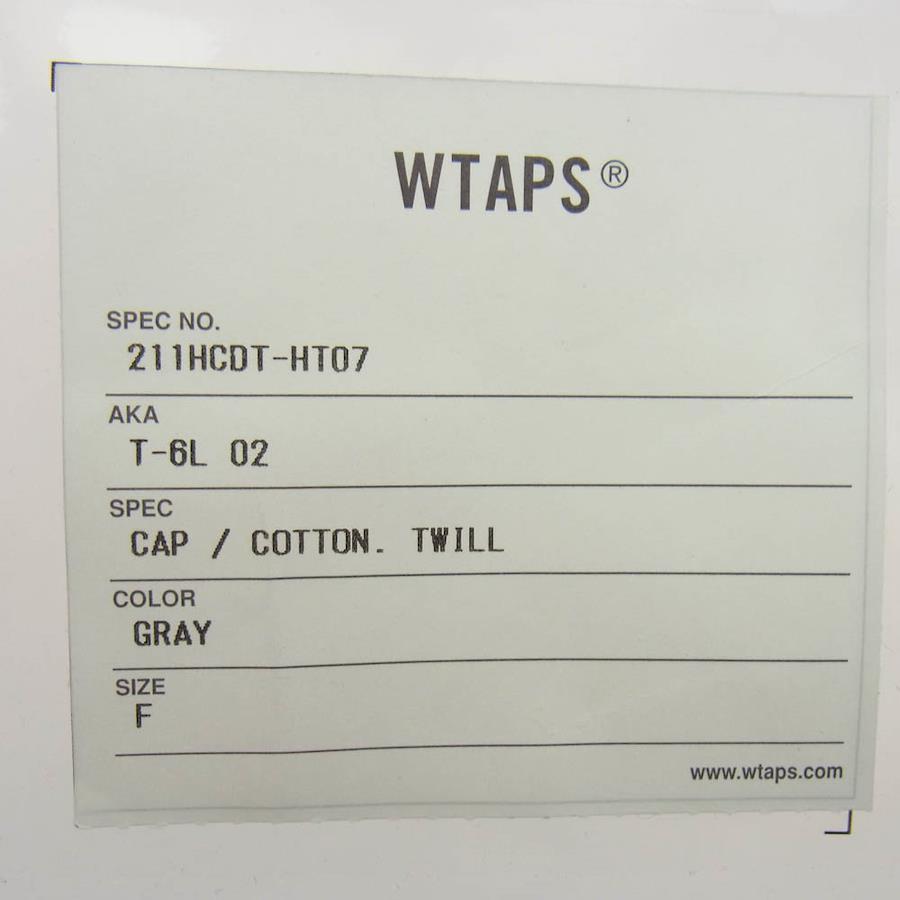 WTAPS®
SPEC NO.
211HCDT-HT07
AKA
T-6L 02
SPEC
CAP / COTTON. TWILL
COLOR
GRAY
SIZE
F
www.wtaps.com